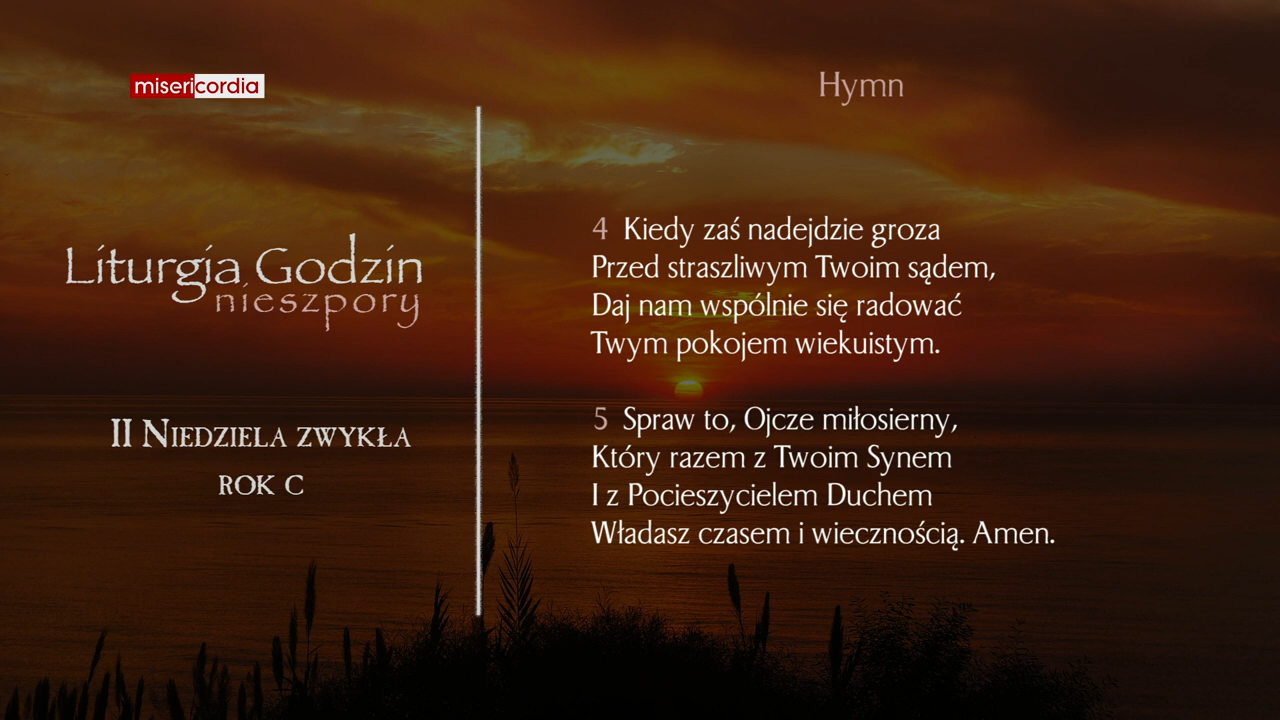 misericordia
Hymn
Liturgia Godzin
nieszpory
II Niedziela zwykła
rok C
4 Kiedy zaś nadejdzie groza
Przed straszliwym Twoim sądem,
Daj nam wspólnie się radować
Twym pokojem wiekuistym.
5 Spraw to, Ojcze miłosierny,
Który razem z Twoim Synem
I z Pocieszycielem Duchem
Władasz czasem i wiecznością. Amen.